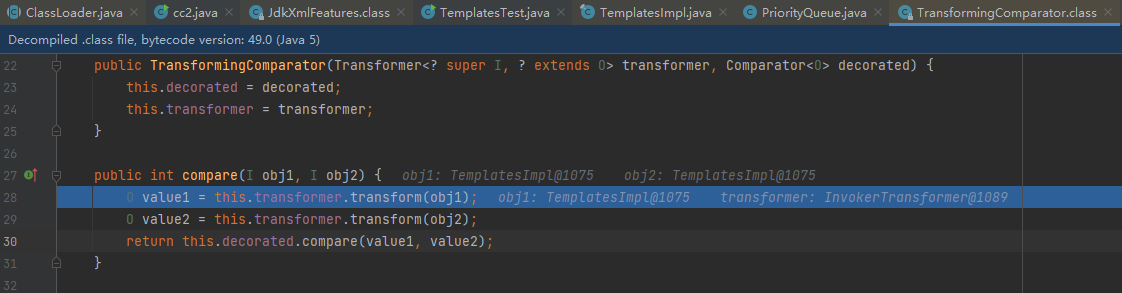 ClassLoader.java × cc2.java × JdkXmlFeatures.class × TemplatesTest.java × TemplatesImpl.java × PriorityQueue.java × TransformingComparator.class ×
Decompiled .class file, bytecode version: 49.0 (Java 5)
22 public TransformingComparator(Transformer<? super I, ? extends O> transformer, Comparator<O> decorated) {
23 this.decorated = decorated;
24 this.transformer = transformer;
25 }
26
27 public int compare(I obj1, I obj2) { obj1: TemplatesImpl@1075 obj2: TemplatesImpl@1075
28 O value1 = this.transformer.transform(obj1); obj1: TemplatesImpl@1075 transformer: InvokerTransformer@1089
29 O value2 = this.transformer.transform(obj2);
30 return this.decorated.compare(value1, value2);
31 }
32